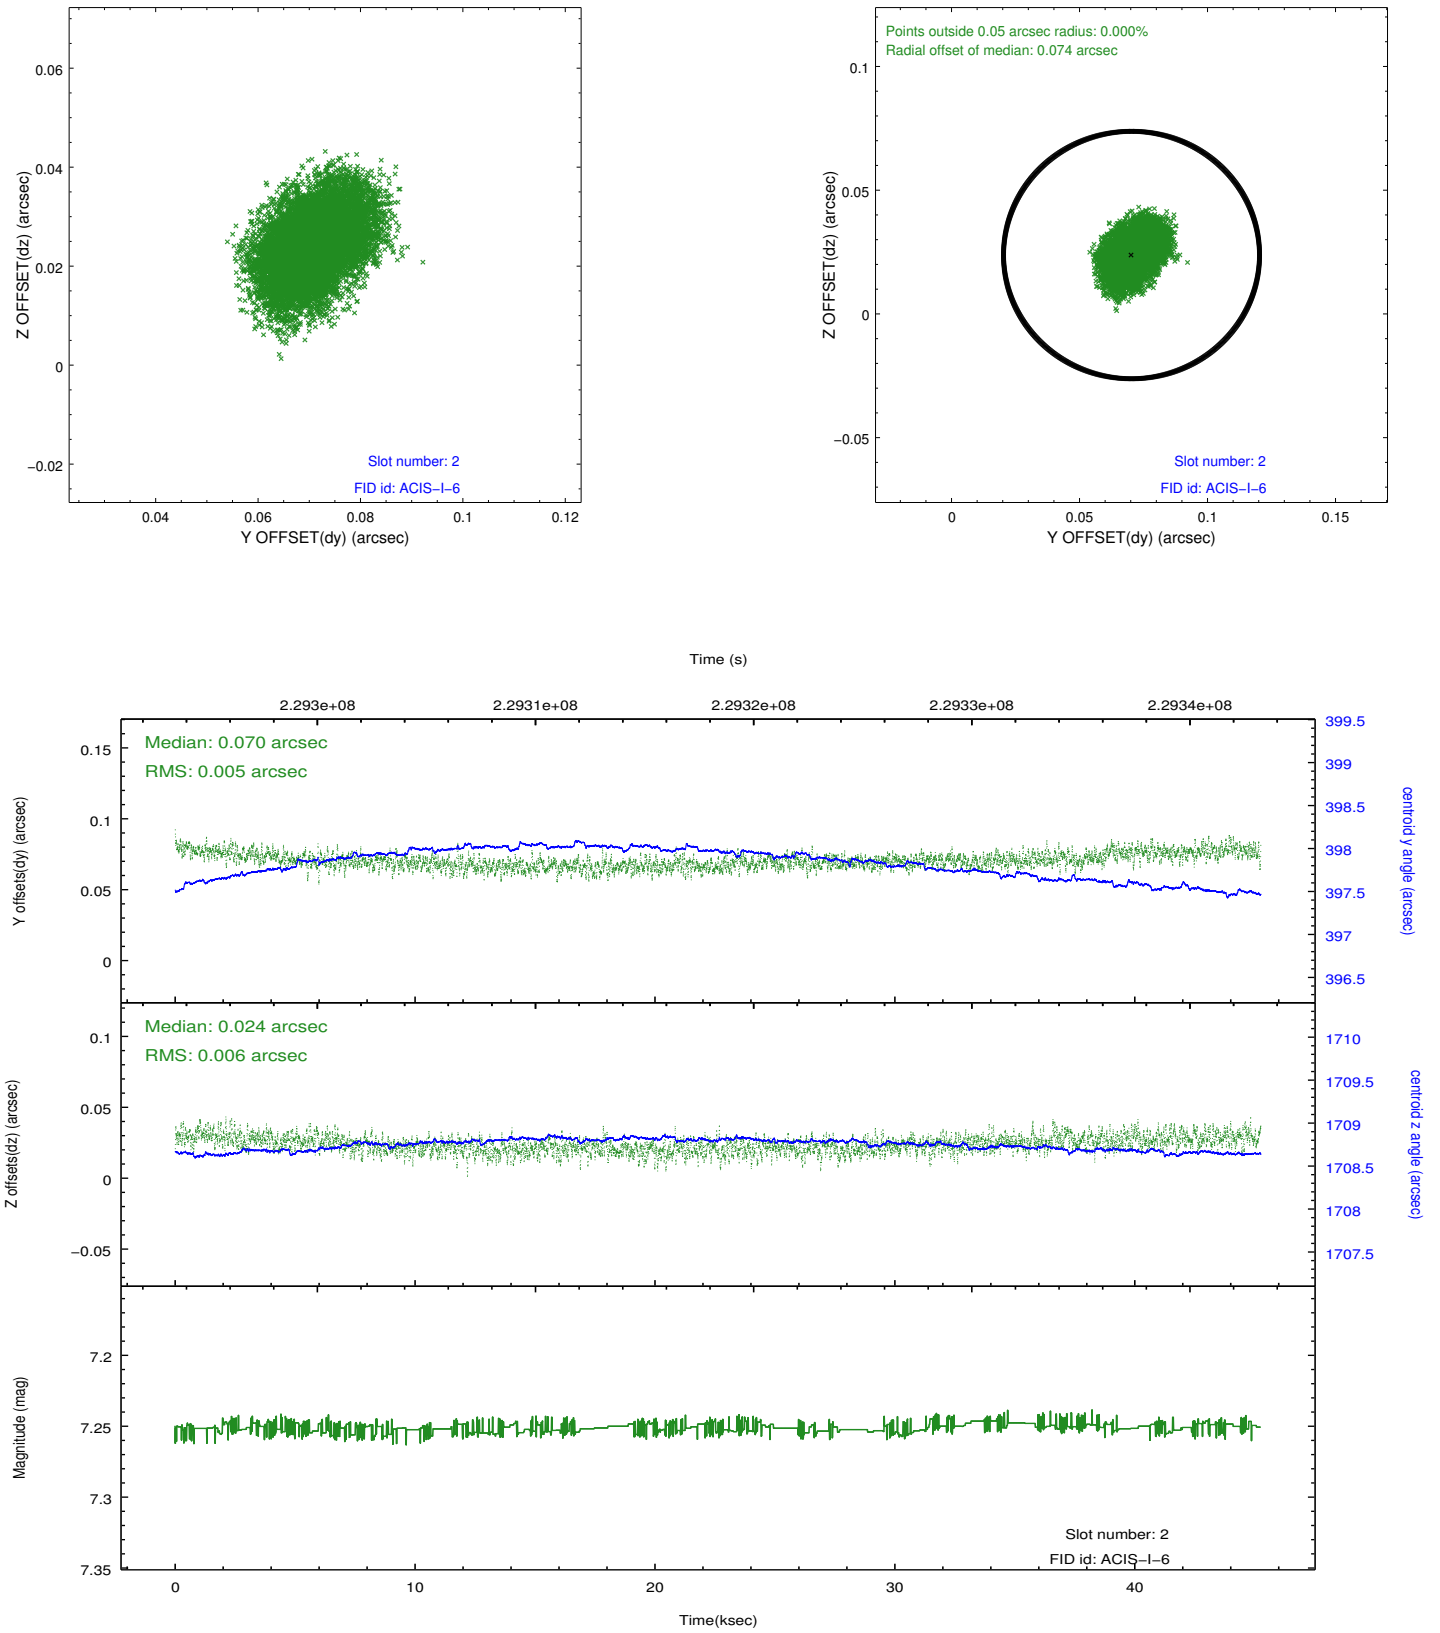 0.06
0.04
0.02
0
−0.02
Z OFFSET(dz) (arcsec)
Slot number: 2
FID id: ACIS−I−6
0.04
0.06
0.08
0.1
0.12
Y OFFSET(dy) (arcsec)
Points outside 0.05 arcsec radius: 0.000%
Radial offset of median: 0.074 arcsec
0.1
0.05
0
−0.05
Z OFFSET(dz) (arcsec)
Slot number: 2
FID id: ACIS−I−6
0
0.05
0.1
0.15
Y OFFSET(dy) (arcsec)
Time (s)
2.293e+08
2.2931e+08
2.2932e+08
2.2933e+08
2.2934e+08
Median: 0.070 arcsec
RMS: 0.005 arcsec
0.15
0.1
0.05
0
Y offsets(dy) (arcsec)
399.5
399
398.5
398
397.5
397
396.5
centroid y angle (arcsec)
Median: 0.024 arcsec
RMS: 0.006 arcsec
0.1
0.05
0
−0.05
Z offsets(dz) (arcsec)
1710
1709.5
1709
1708.5
1708
1707.5
centroid z angle (arcsec)
7.2
7.25
7.3
7.35
Magnitude (mag)
Slot number: 2
FID id: ACIS−I−6
0
10
20
30
40
Time(ksec)